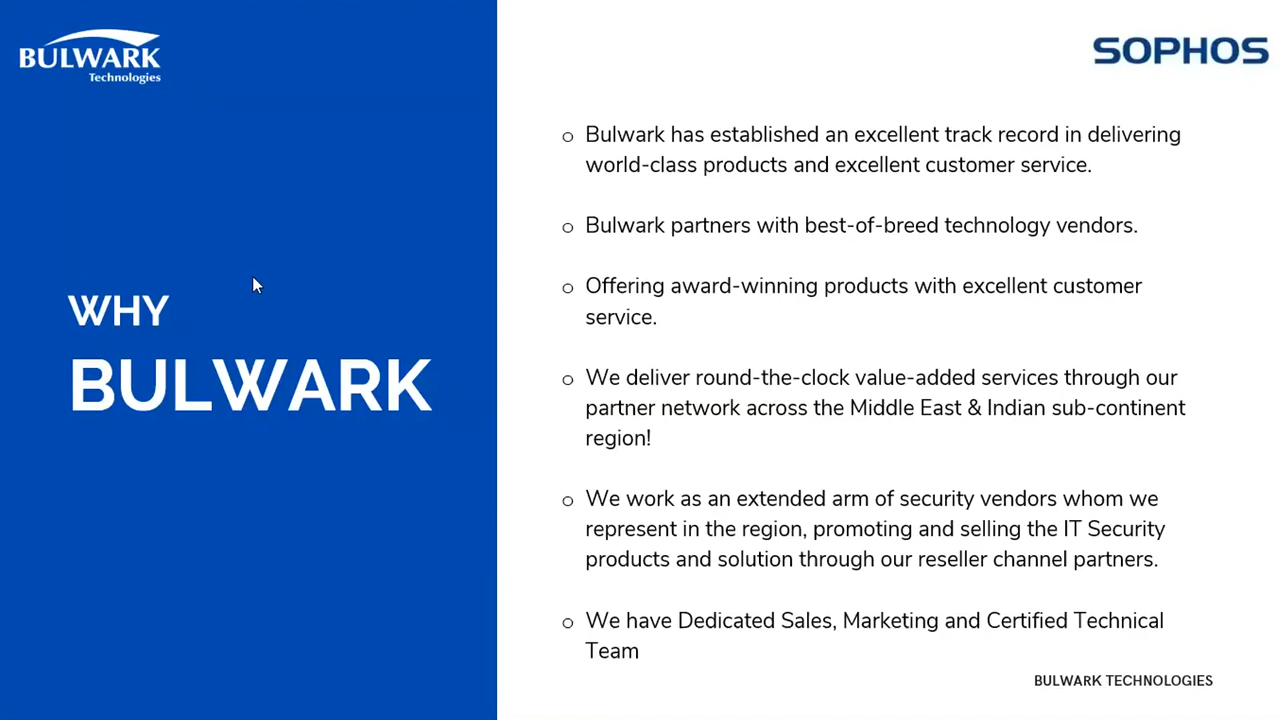 BULWARK
Technologies
SOPHOS
WHY
BULWARK
o Bulwark has established an excellent track record in delivering
world-class products and excellent customer service.
o Bulwark partners with best-of-breed technology vendors.
o Offering award-winning products with excellent customer
service.
o We deliver round-the-clock value-added services through our
partner network across the Middle East & Indian sub-continent
region!
o We work as an extended arm of security vendors whom we
represent in the region, promoting and selling the IT Security
products and solution through our reseller channel partners.
o We have Dedicated Sales, Marketing and Certified Technical
Team
BULWARK TECHNOLOGIES